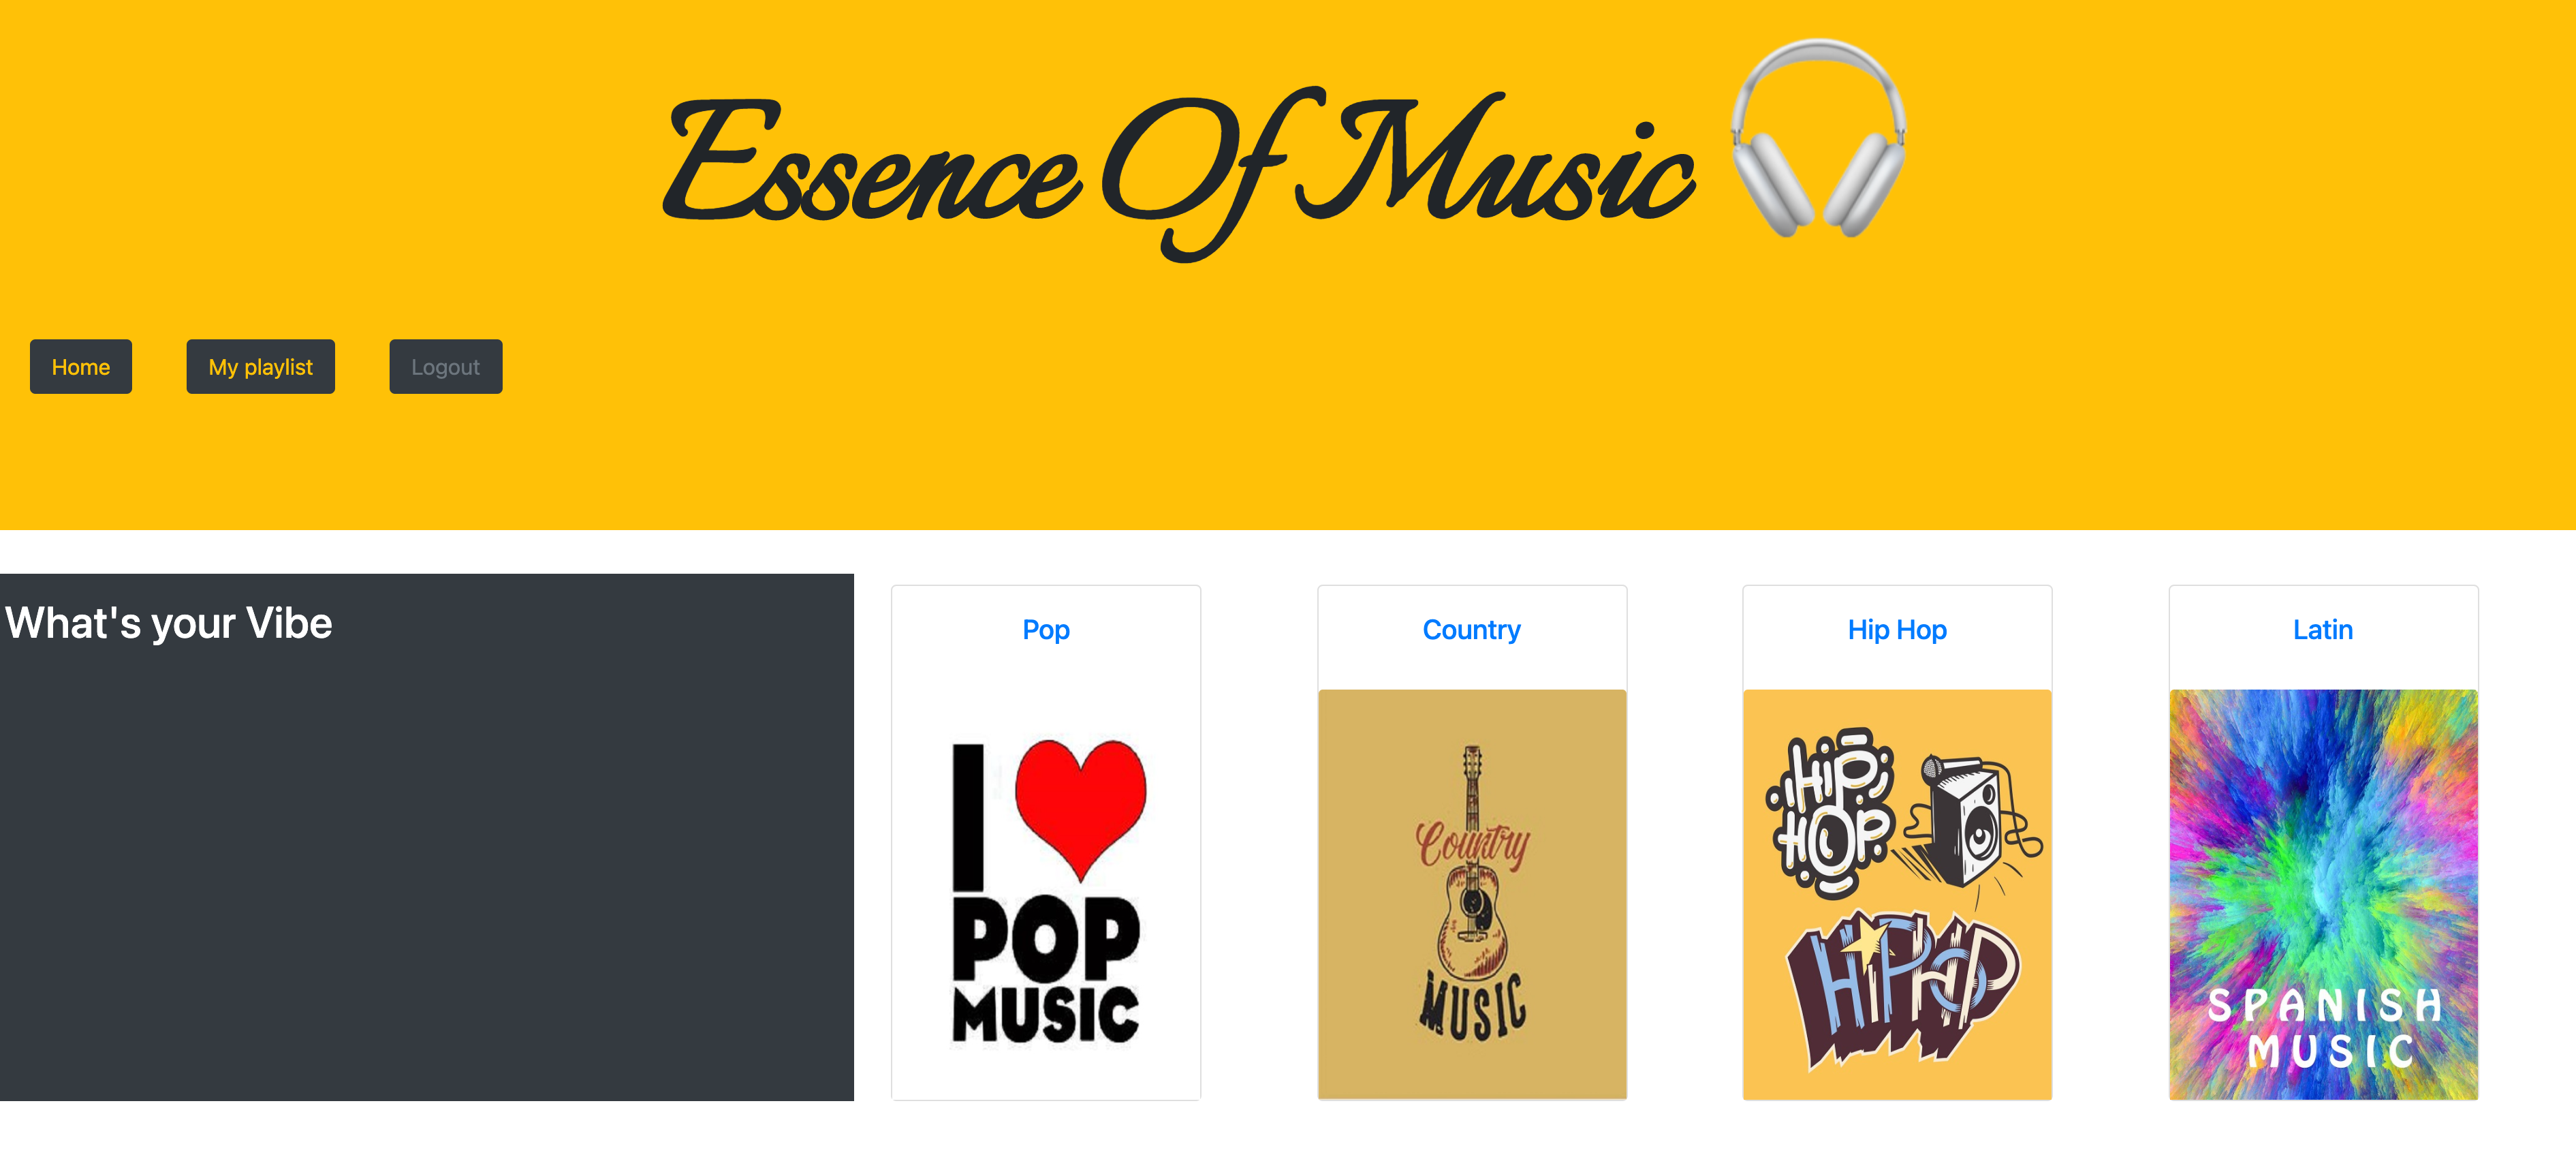 Essence Of Music
Home
My playlist
Logout
What's your Vibe
Pop
I
POP
MUSIC
Country
Country
MUSIC
Hip Hop
HIP
HOP
HIPHOP
Latin
SPANISH
MUSIC